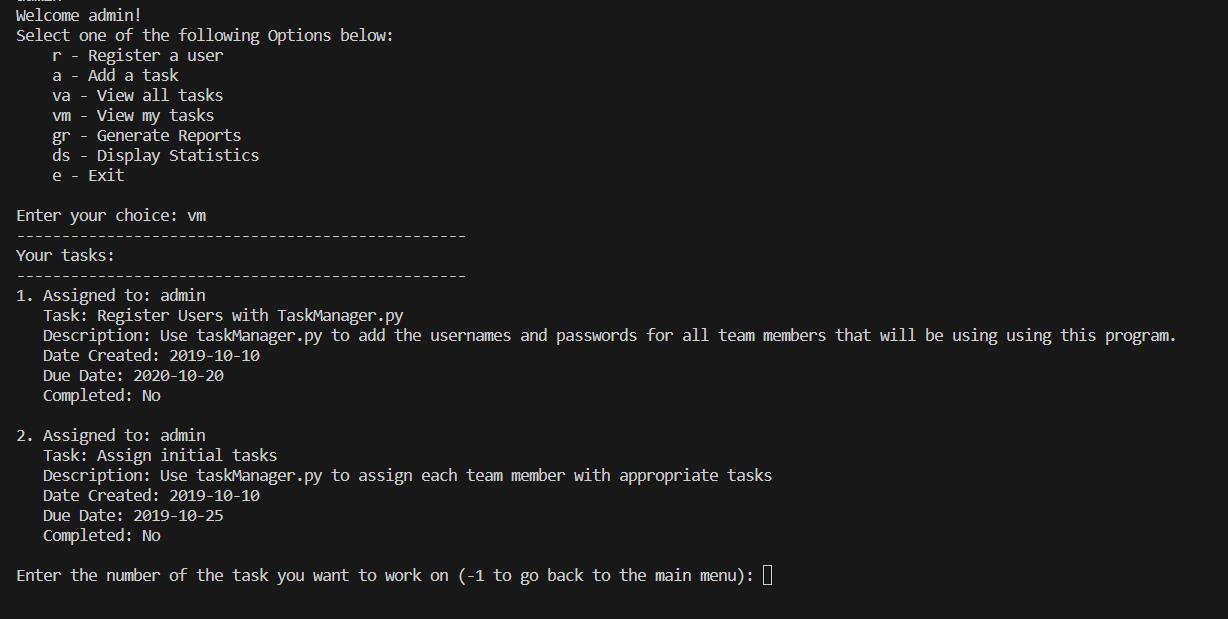 Welcome admin!
Select one of the following Options below:
    r - Register a user
    a - Add a task
    va - View all tasks
    vm - View my tasks
    gr - Generate Reports
    ds - Display Statistics
    e - Exit

Enter your choice: vm
--------------------------------------------------
Your tasks:
--------------------------------------------------
1. Assigned to: admin
   Task: Register Users with TaskManager.py
   Description: Use taskManager.py to add the usernames and passwords for all team members that will be using using this program.
   Date Created: 2019-10-10
   Due Date: 2020-10-20
   Completed: No

2. Assigned to: admin
   Task: Assign initial tasks
   Description: Use taskManager.py to assign each team member with appropriate tasks
   Date Created: 2019-10-10
   Due Date: 2019-10-25
   Completed: No

Enter the number of the task you want to work on (-1 to go back to the main menu):